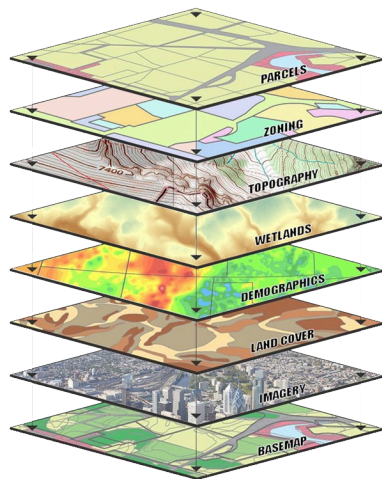 PARCELS
ZONING
7400
TOPOGRAPHY
WETLANDS
DEMOGRAPHICS
LAND COVER
IMAGERY
BASEMAP